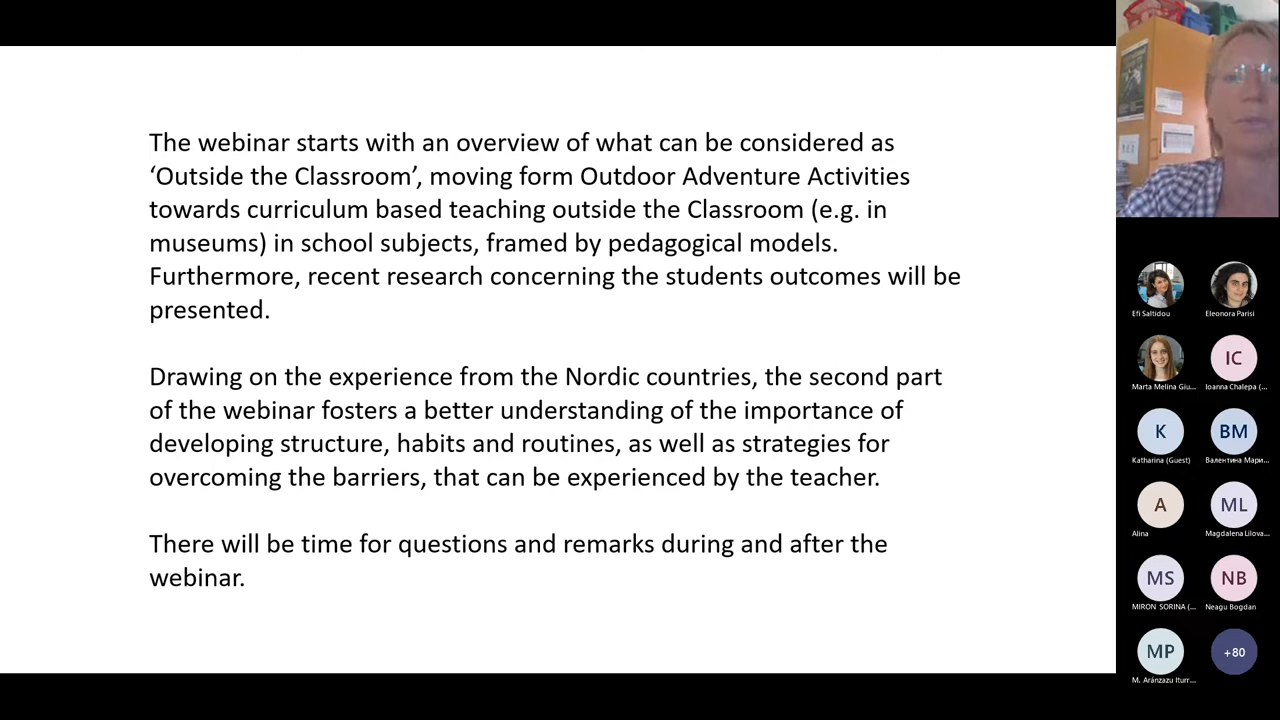 The webinar starts with an overview of what can be considered as
‘Outside the Classroom’, moving form Outdoor Adventure Activities
towards curriculum based teaching outside the Classroom (e.g. in
museums) in school subjects, framed by pedagogical models.
Furthermore, recent research concerning the students outcomes will be
presented.
Drawing on the experience from the Nordic countries, the second part
of the webinar fosters a better understanding of the importance of
developing structure, habits and routines, as well as strategies for
overcoming the barriers, that can be experienced by the teacher.
There will be time for questions and remarks during and after the
webinar.
Efi Saltidou
Eleonora Parisi
Marta Melina Giu...
IC
Ioanna Chalepa (...
K
Katharina (Guest)
BM
Валентина Мари...
A
Alina
ML
Magdalena Lilova...
MS
MIRON SORINA (...
NB
Neagu Bogdan
MP
M. Aránzazu Iturr...
+80